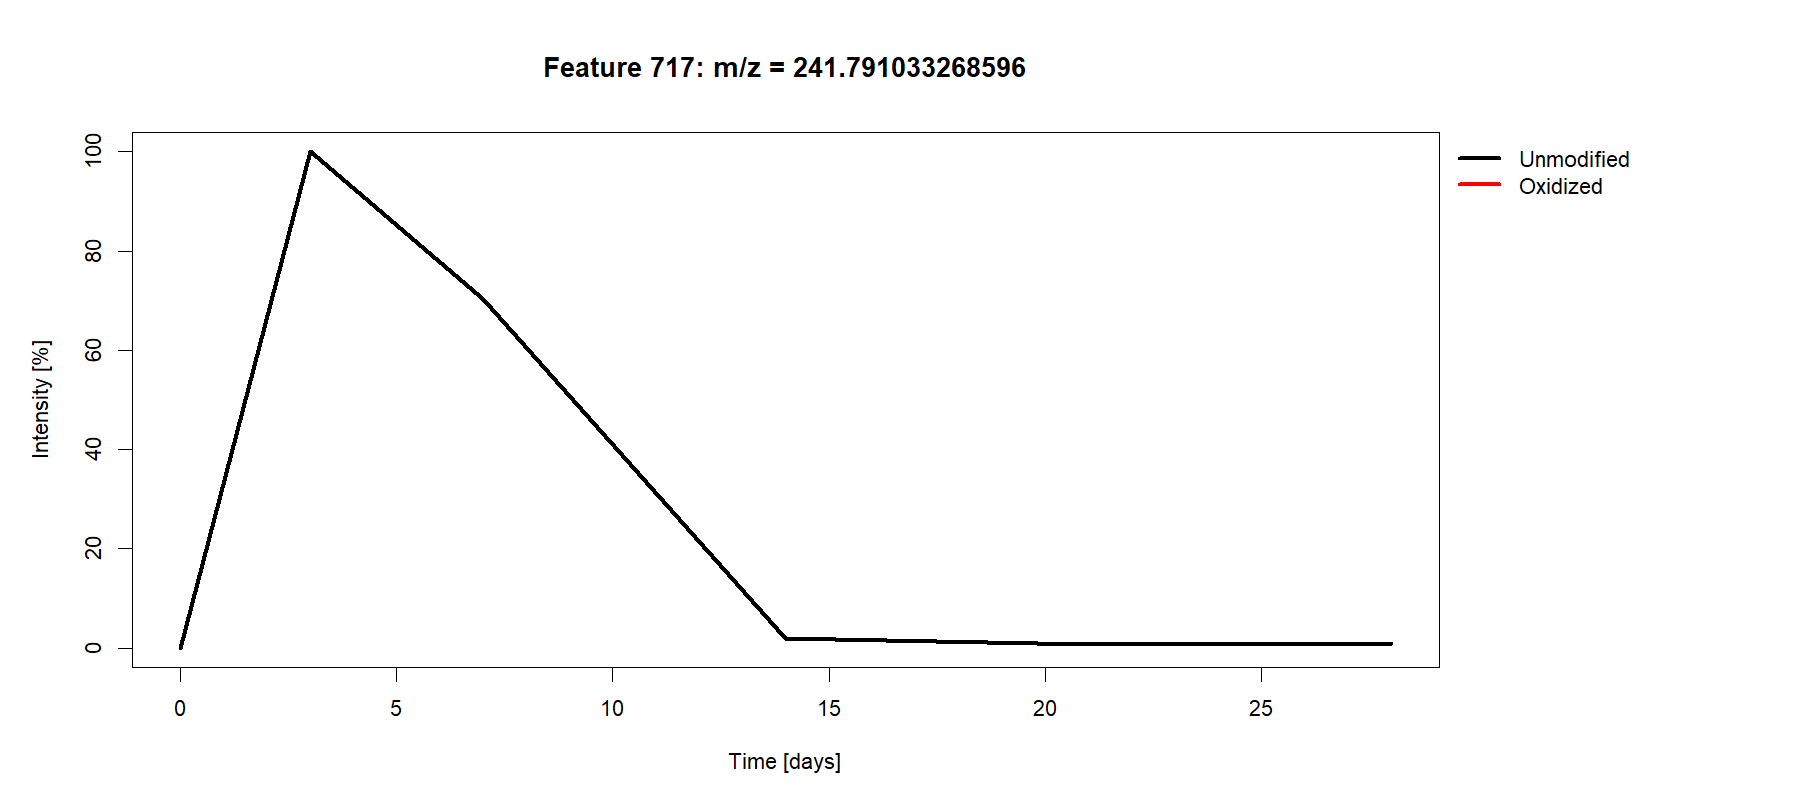 Feature 717: m/z = 241.791033268596
Unmodified
Oxidized
Intensity [%]
100
80
60
40
20
0
0 5 10 15 20 25
Time [days]